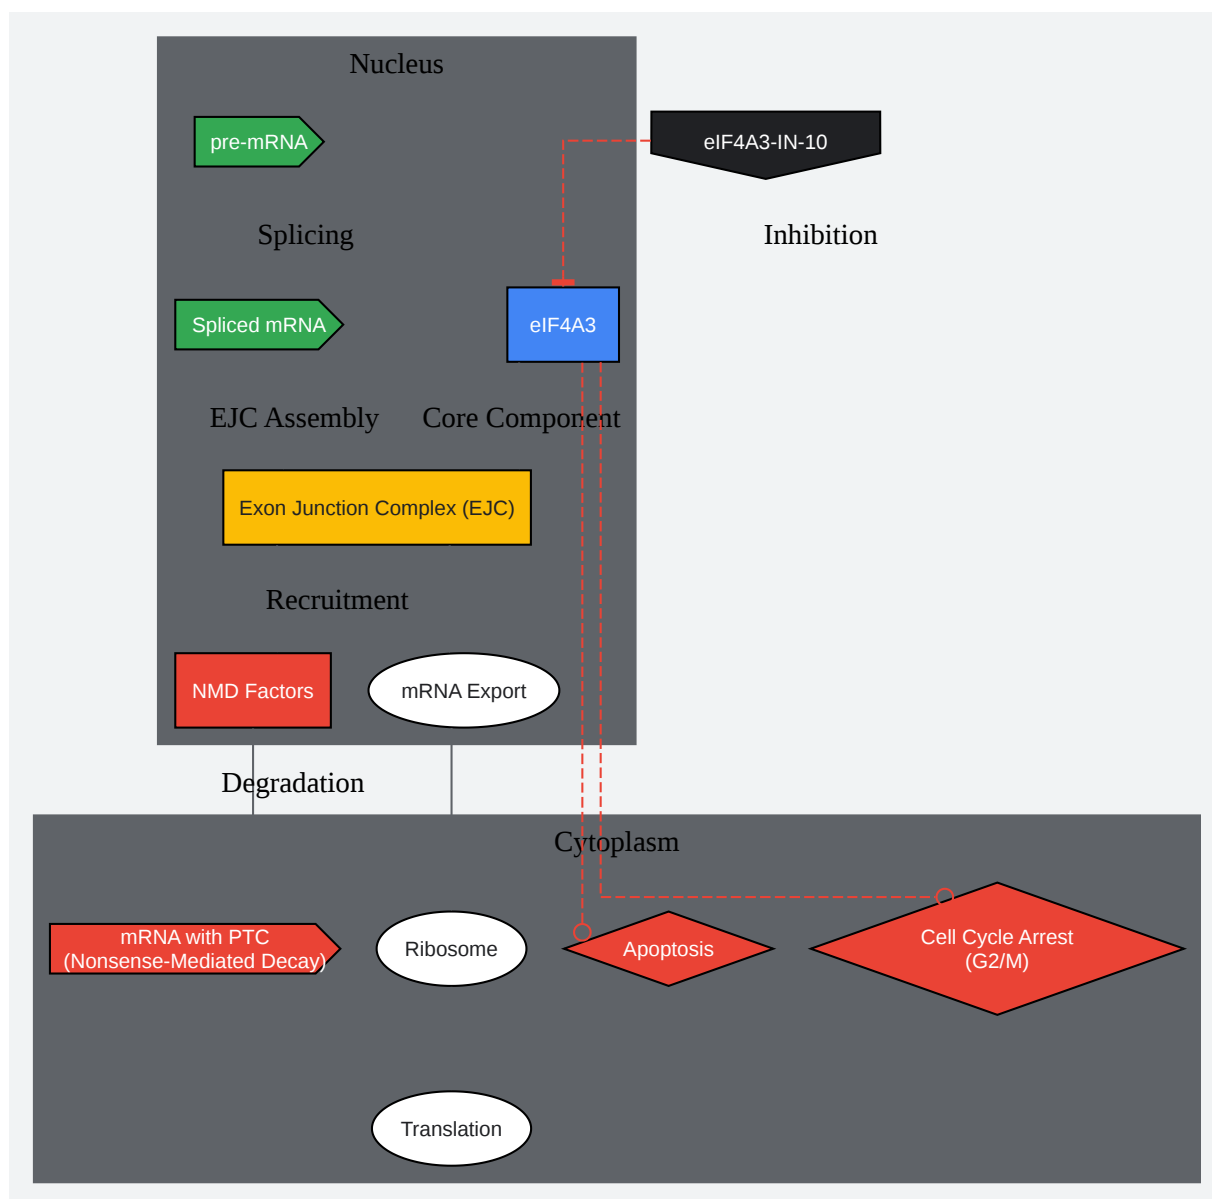 Nucleus
pre-mRNA
eIF4A3-IN-10
Splicing
Inhibition
Spliced mRNA
eIF4A3
EJC Assembly
Core Component
Exon Junction Complex (EJC)
Recruitment
NMD Factors
mRNA Export
Degradation
Cytoplasm
mRNA with PTC
(Nonsense-Mediated Decay)
Ribosome
Apoptosis
Cell Cycle Arrest
(G2/M)
Translation